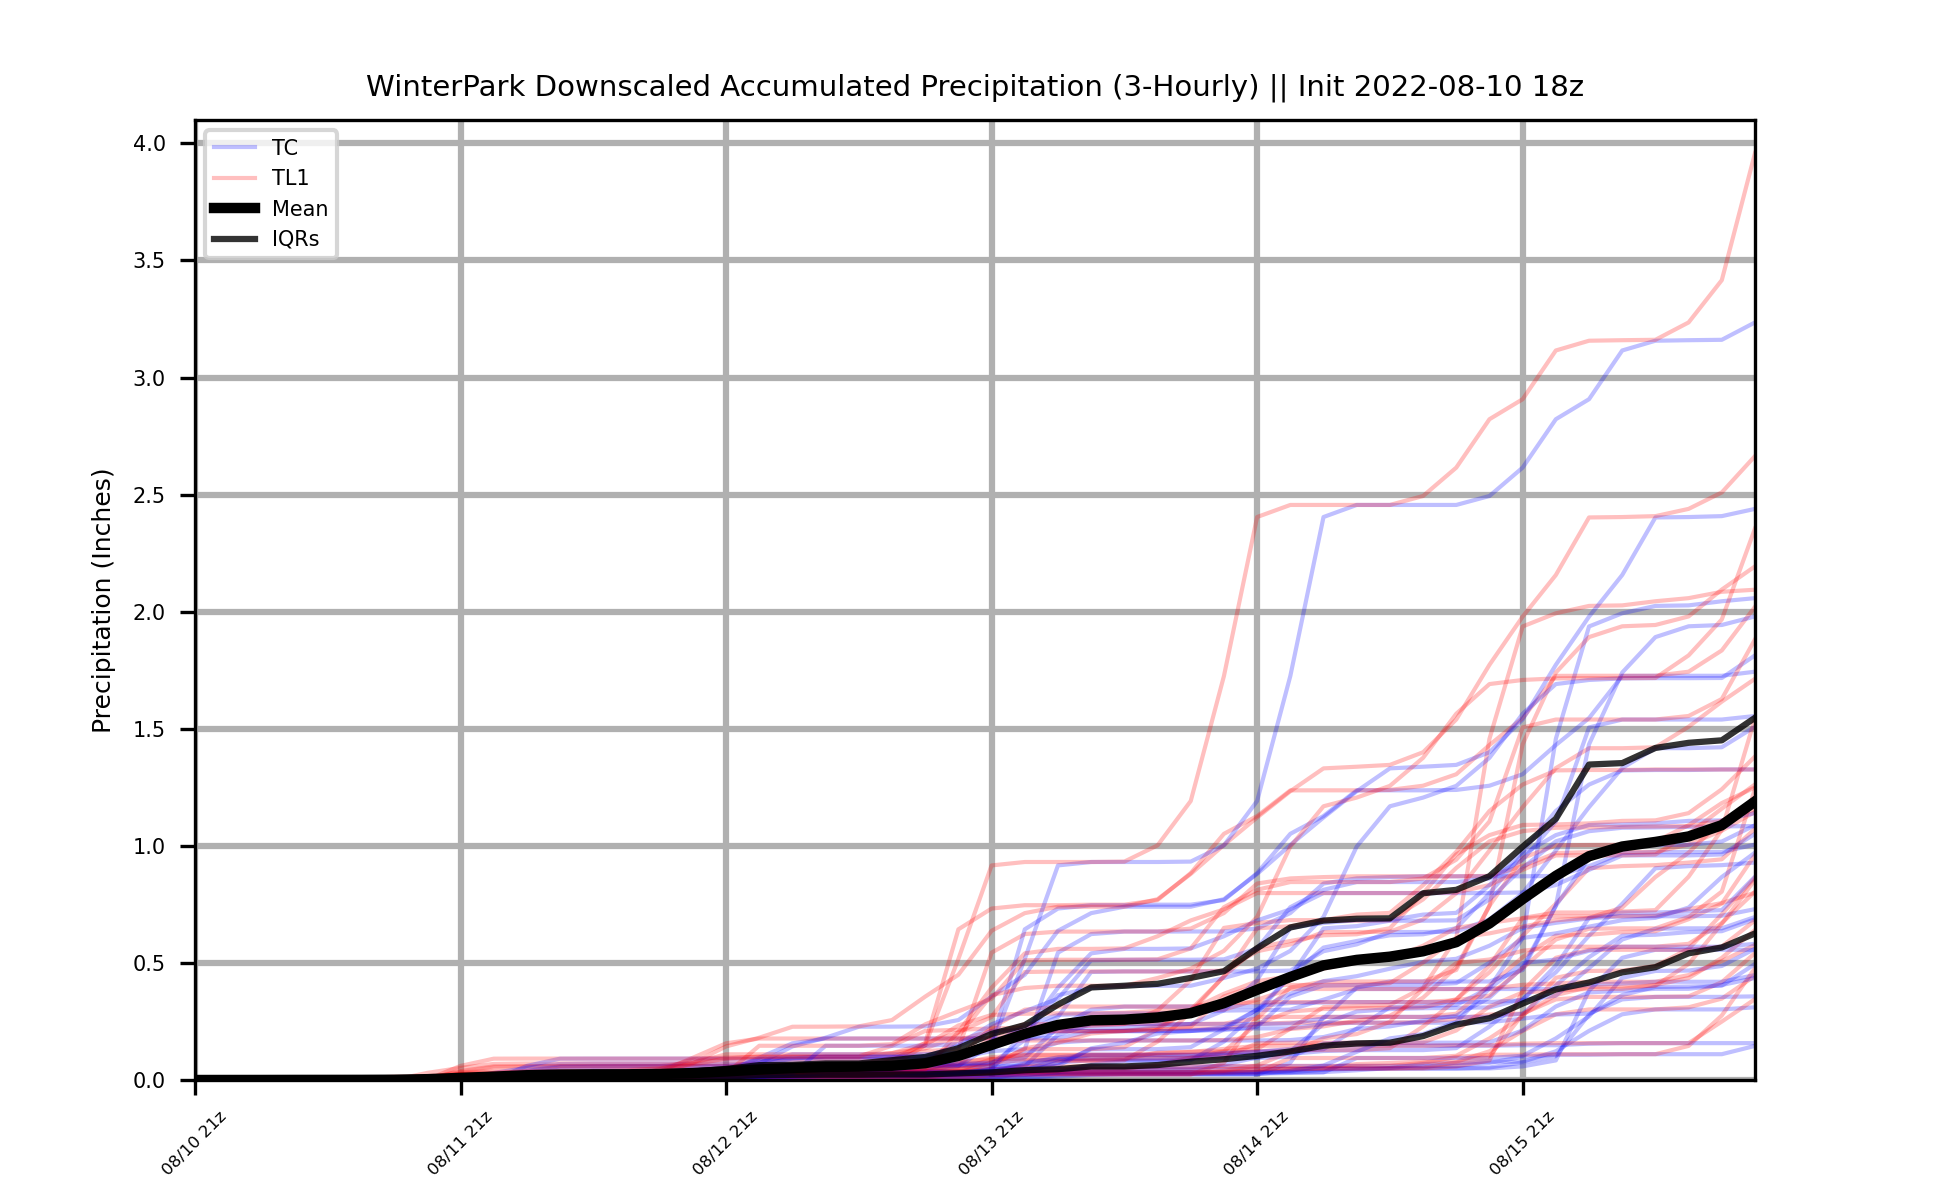 WinterPark Downscaled Accumulated Precipitation (3-Hourly) || Init 2022-08-10 18z
TC
TL1
Mean
IQRs
Precipitation (Inches)
4.0
3.5
3.0
2.5
2.0
1.5
1.0
0.5
0.0
08/10 21z
08/11 21z
08/12 21z
08/13 21z
08/14 21z
08/15 21z